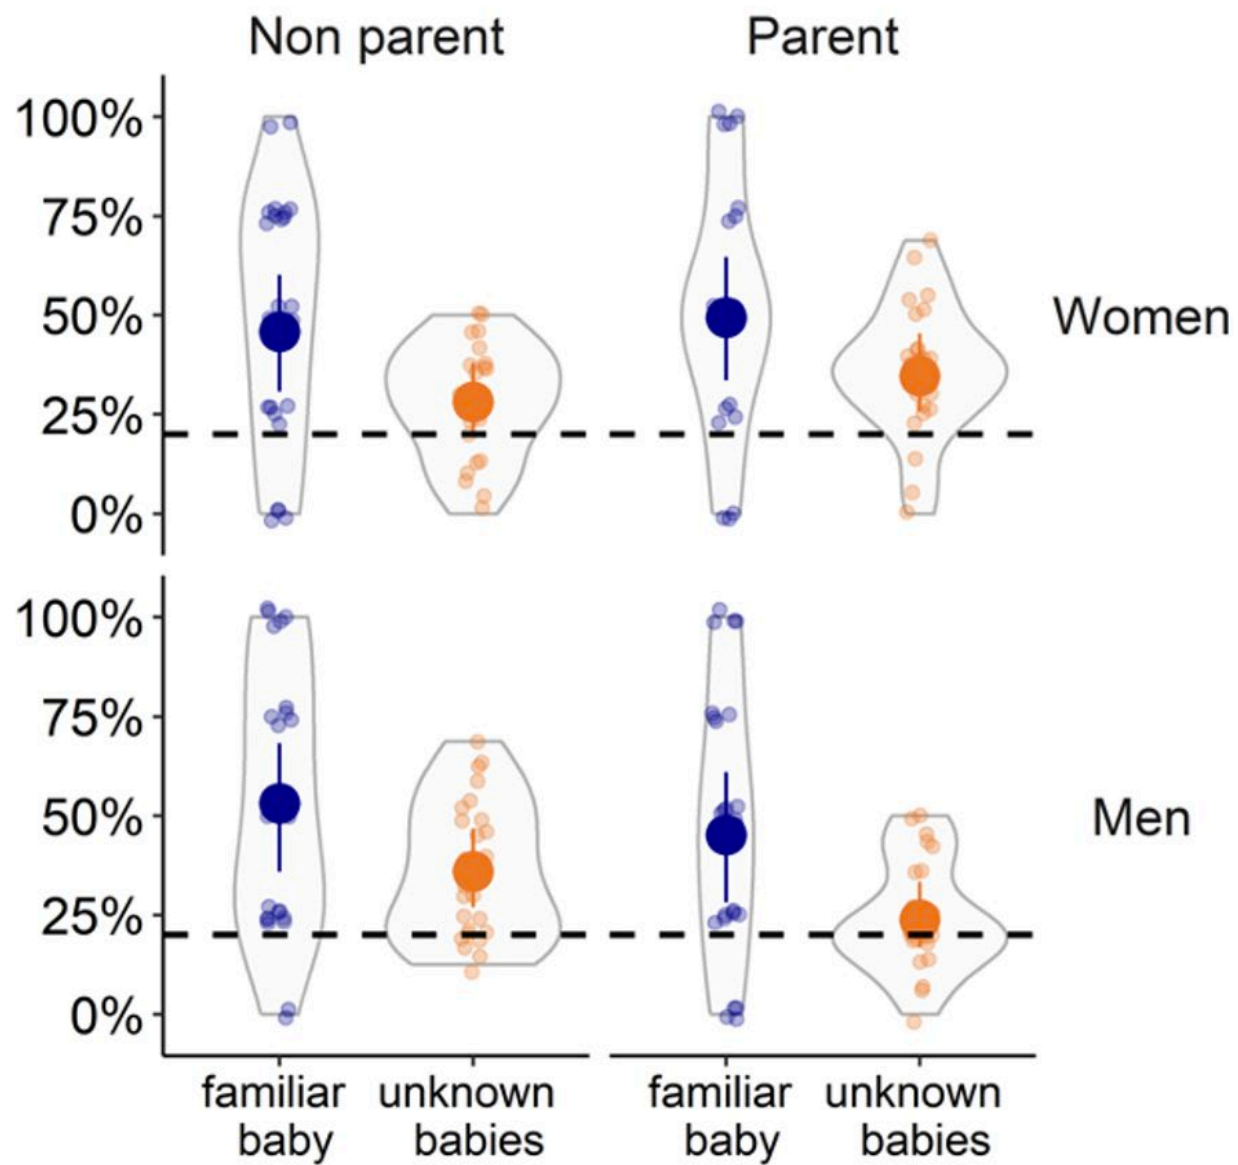 Non parent
Parent
100%
75%
50%
25%
0%
Women
100%
75%
50%
25%
0%
Men
familiar baby
unknown babies
familiar baby
unknown babies